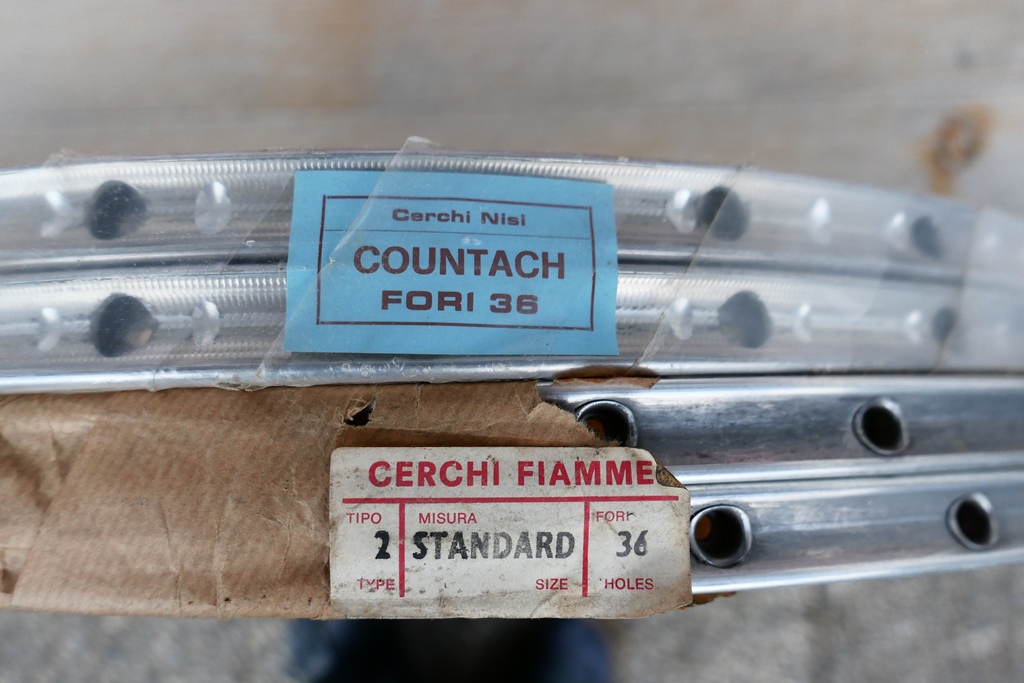 Cerchi Nisi
COUNTACH
FORI 36
CERCHI FIAMME
TIPO MISURA FORI
2 STANDARD 36
TYPE SIZE HOLES